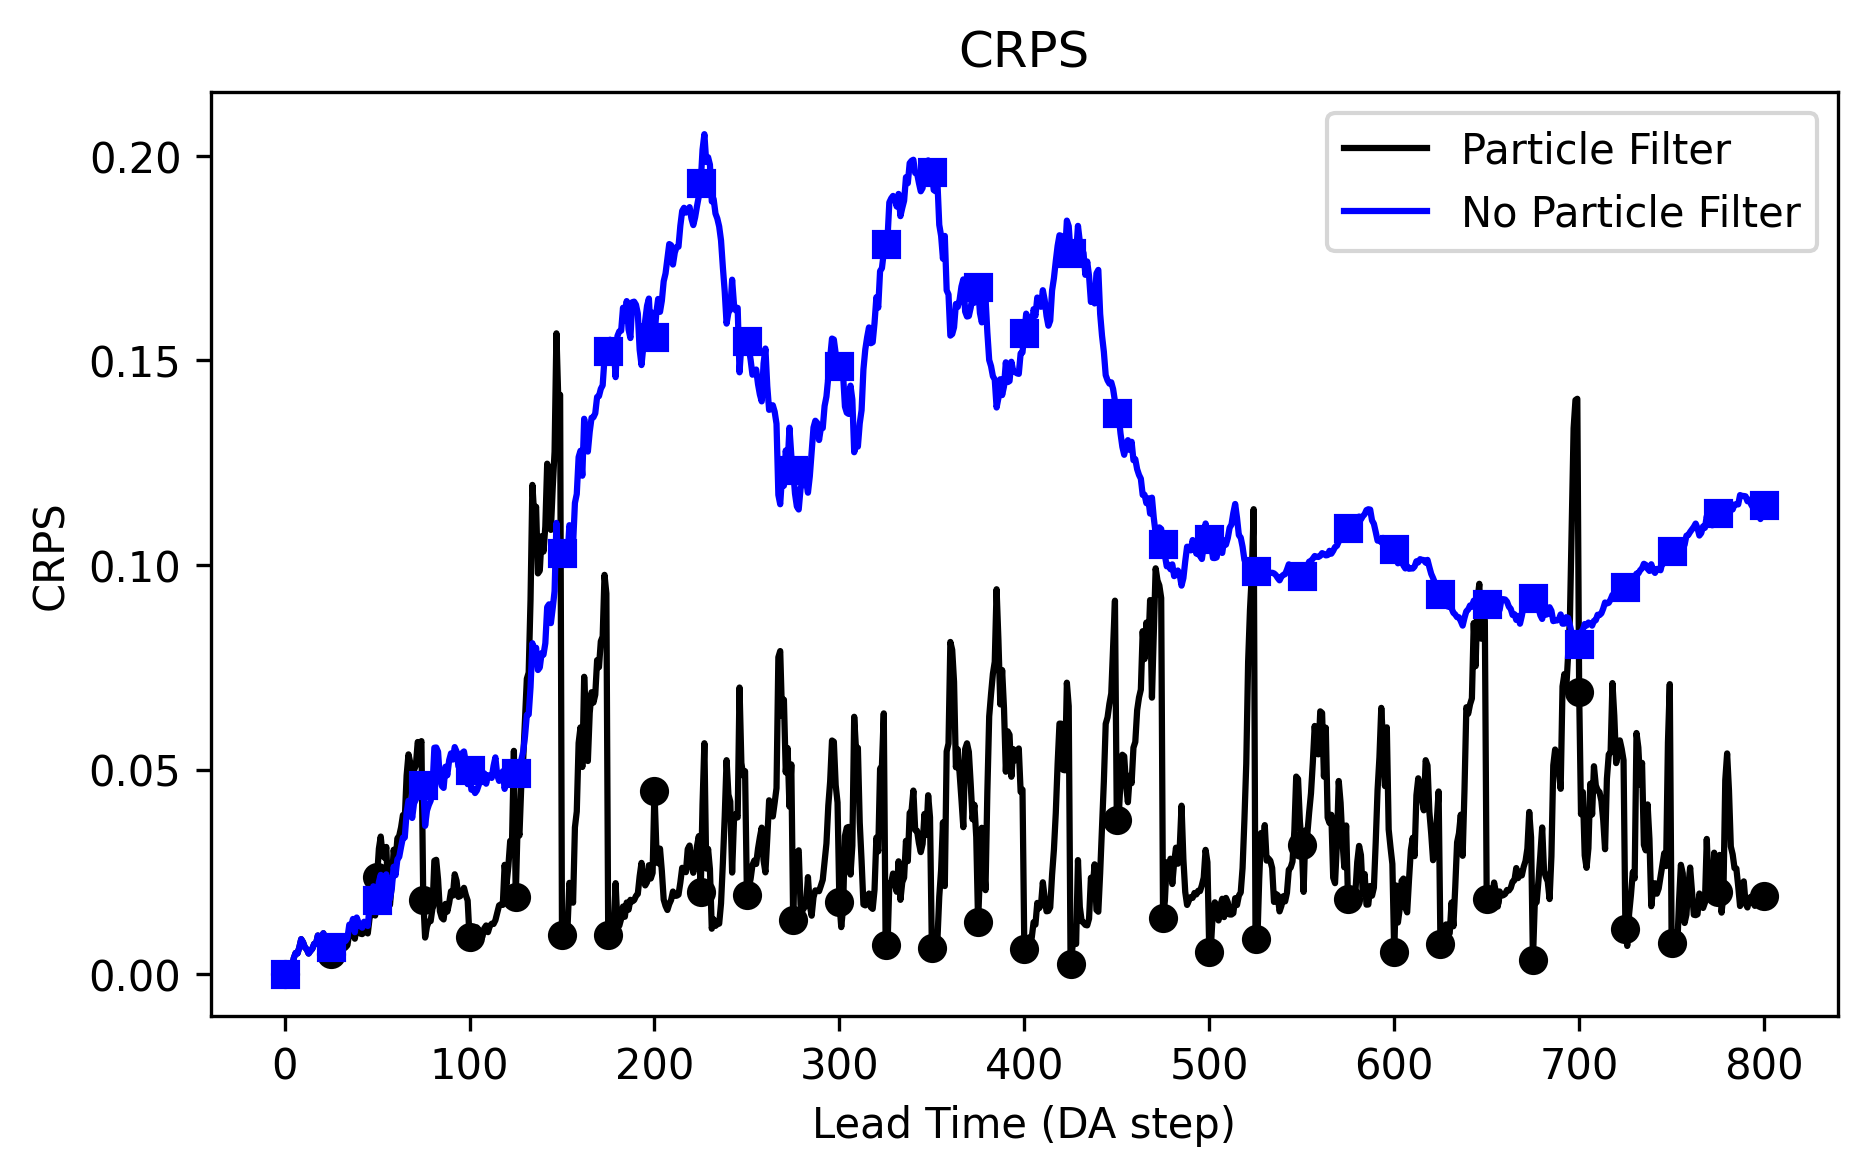 CRPS
Particle Filter
No Particle Filter
CRPS
0.20
0.15
0.10
0.05
0.00
0 100 200 300 400 500 600 700 800
Lead Time (DA step)